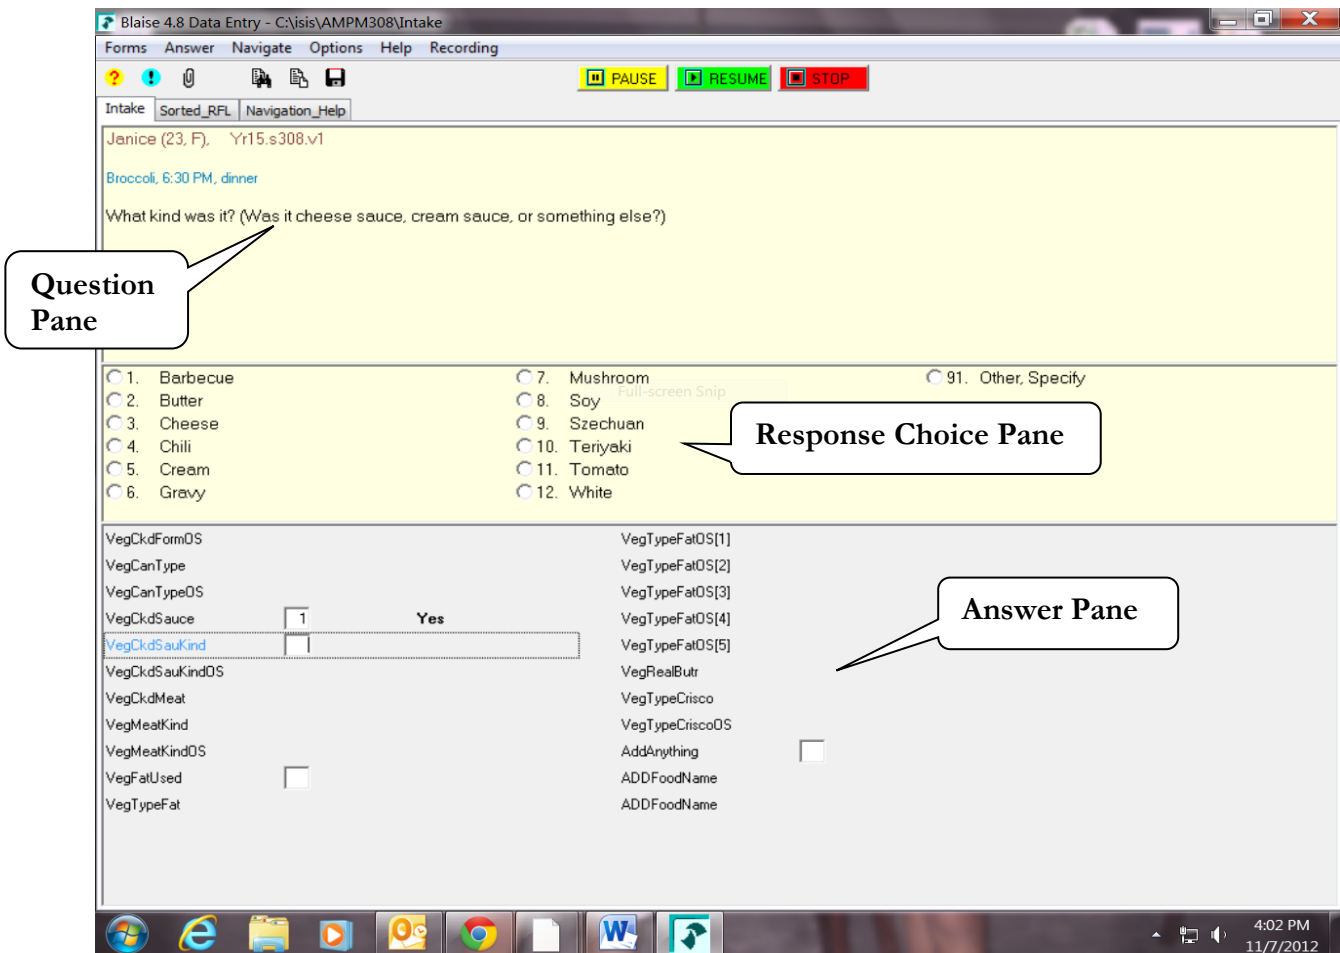 Blaise 4.8 Data Entry - C:\isis\AMPM308\Intake
Forms Answer Navigate Options Help Recording
PAUSE RESUME STOP
Intake Sorted_RFL Navigation_Help
Janice (23, F), Yr15.s308.v1
Broccoli, 6:30 PM, dinner
What kind was it? (Was it cheese sauce, cream sauce, or something else?)
Question
Pane
1. Barbecue 7. Mushroom 91. Other, Specify
Full-screen Snip
2. Butter 8. Soy
3. Cheese 9. Szechuan
4. Chili 10. Teriyaki
5. Cream 11. Tomato
6. Gravy 12. White
Response Choice Pane
VegCkdFormOS VegTypeFatOS[1]
VegCanType VegTypeFatOS[2]
VegCanTypeOS VegTypeFatOS[3]
VegCkdSauce 1 Yes VegTypeFatOS[4]
VegCkdSauKind VegTypeFatOS[5]
VegCkdSauKindOS VegRealButr
VegCkdMeat VegTypeCrisco
VegMeatKind VegTypeCriscoOS
VegMeatKindOS AddAnything
VegFatUsed ADDFoodName
VegTypeFat ADDFoodName
Answer Pane
4:02 PM
11/7/2012